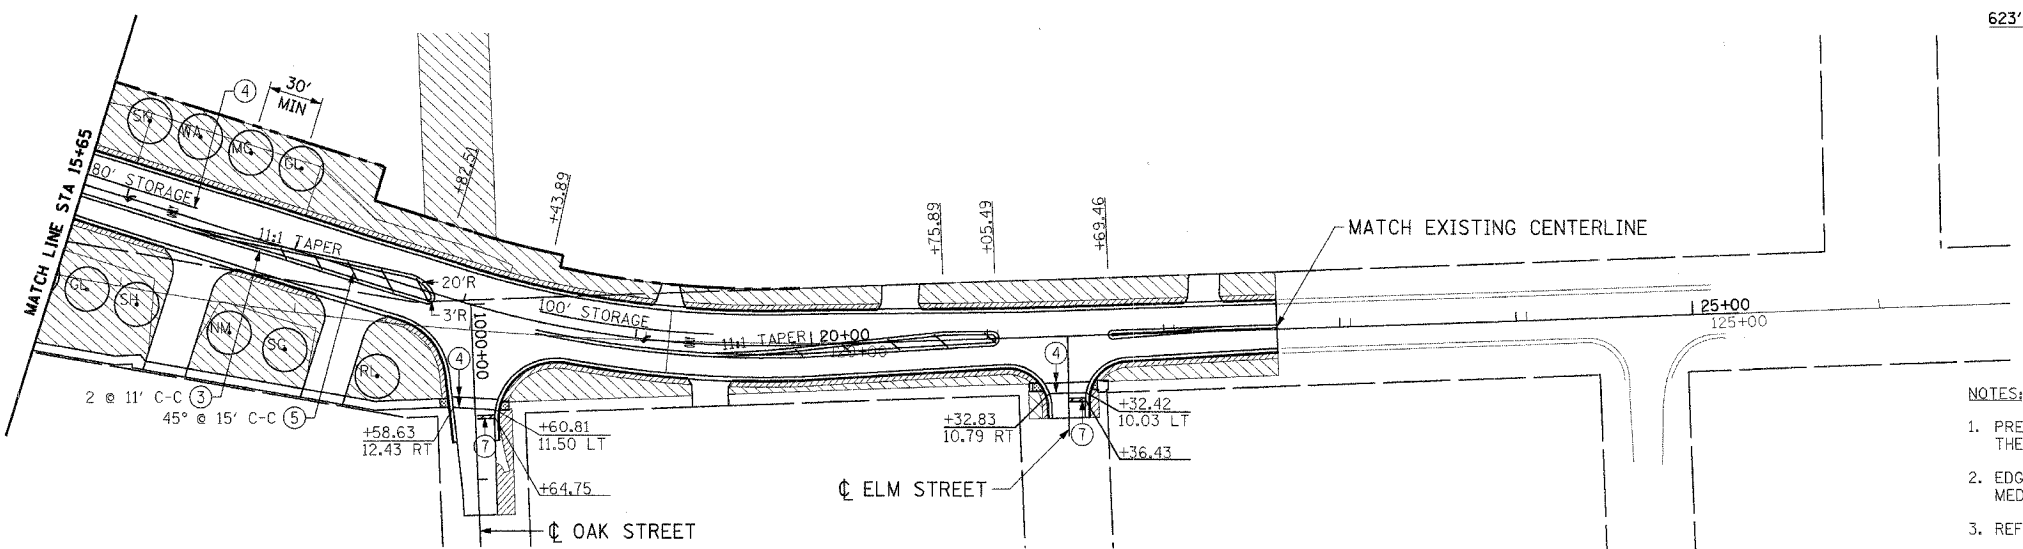 623'
30'
MIN
4
SK
WA
MG
GL
MATCH LINE STA 15+65
80' STORAGE
11:1 TAPER
+82.51
+43.89
+75.89
+05.49
+69.46
MATCH EXISTING CENTERLINE
20'R
3'R
100' STORAGE
11:1 TAPER
20+00
120+00
25+00
125+00
1000+00
GL
SH
NM
SG
RL
4
4
2 @ 11' C-C 3
45° @ 15' C-C 5
+58.63
12.43 RT
7
+60.81
11.50 LT
+64.75
+32.83
10.79 RT
7
+32.42
10.03 LT
+36.43
℄ ELM STREET
℄ OAK STREET
NOTES:
1. PRE
THE
2. EDG
MED
3. REF